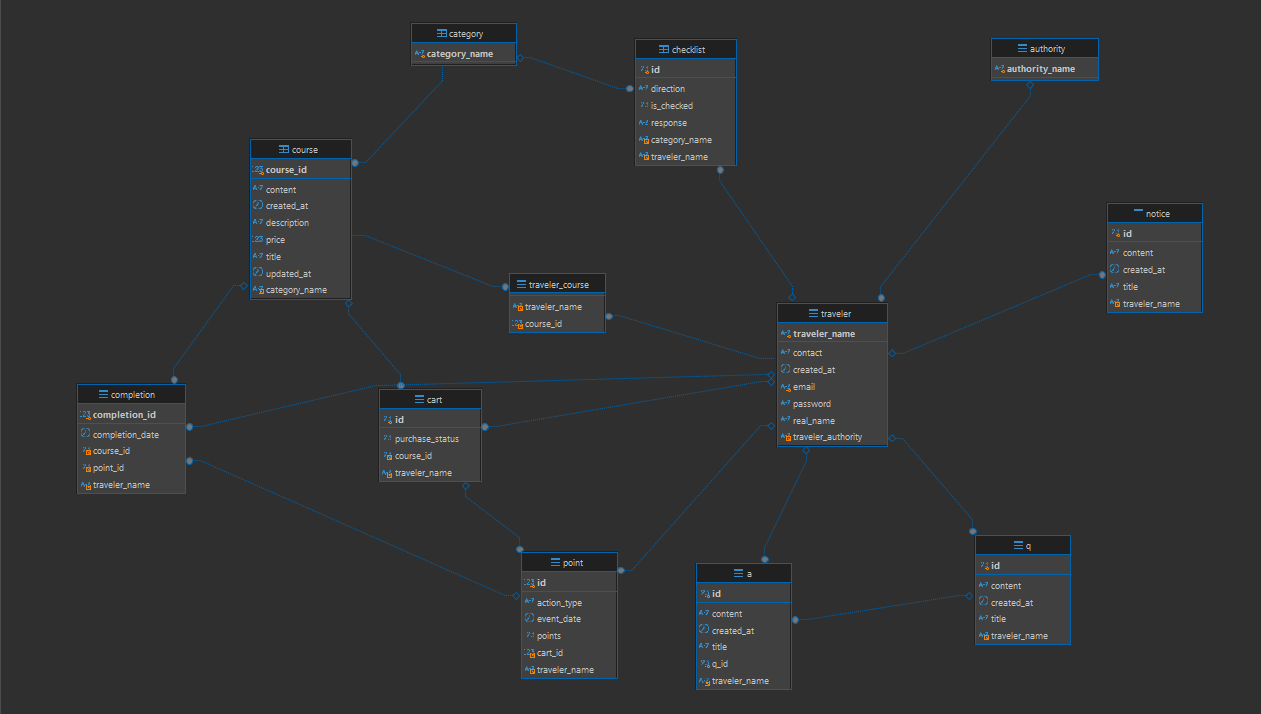 category
category_name
checklist
id
direction
is_checked
response
category_name
traveler_name
authority
authority_name
course
course_id
content
created_at
description
price
title
updated_at
category_name
notice
id
content
created_at
title
traveler_name
traveler_course
traveler_name
course_id
traveler
traveler_name
contact
created_at
email
password
real_name
traveler_authority
completion
completion_id
completion_date
course_id
point_id
traveler_name
cart
id
purchase_status
course_id
traveler_name
point
id
action_type
event_date
points
cart_id
traveler_name
a
id
content
created_at
title
q_id
traveler_name
q
id
content
created_at
title
traveler_name